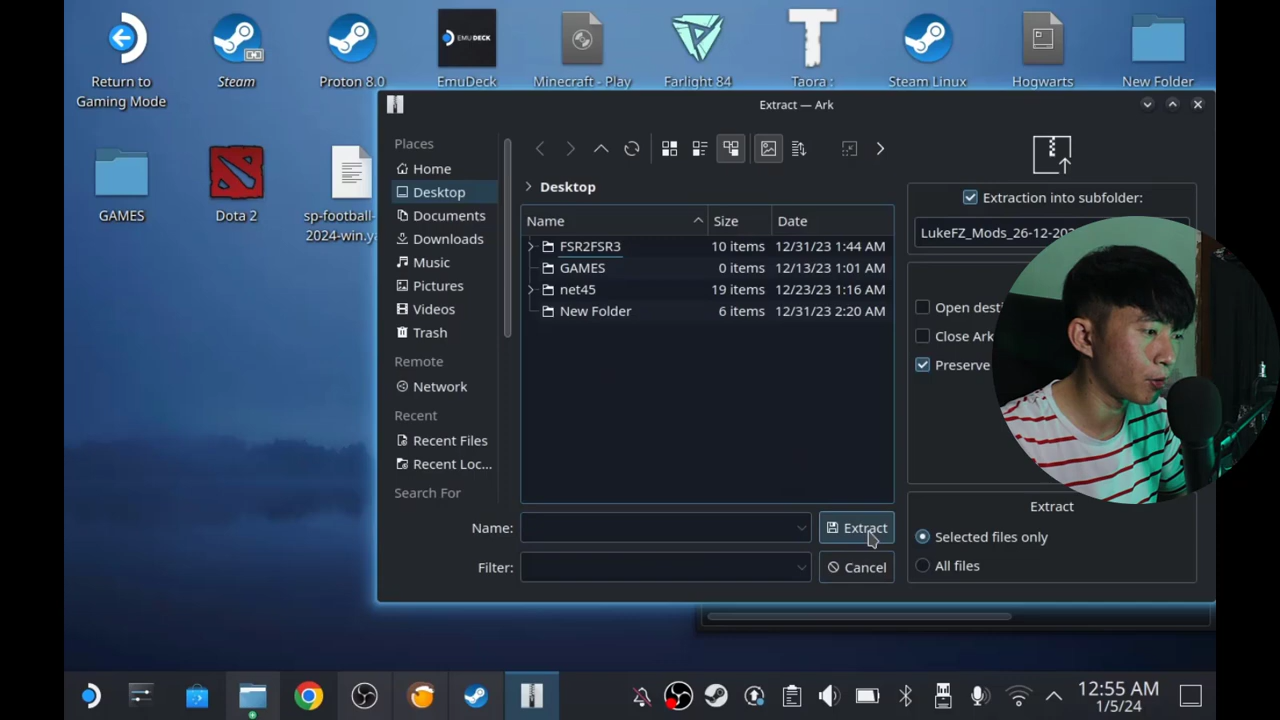 Return to
Gaming Mode
Steam
Proton 8.0
EMUDECK
EmuDeck
Minecraft - Play
Farlight 84
Taora :
Steam Linux
Hogwarts
New Folder
GAMES
Dota 2
sp-football-
2024-win.ya
Extract — Ark
Places
Home
Desktop
Documents
Downloads
Music
Pictures
Videos
Trash
Remote
Network
Recent
Recent Files
Recent Loc...
Search For
Desktop
Name Size Date
FSR2FSR3 10 items 12/31/23 1:44 AM
GAMES 0 items 12/13/23 1:01 AM
net45 19 items 12/23/23 1:16 AM
New Folder 6 items 12/31/23 2:20 AM
Name:
Extract
Filter:
Cancel
Extraction into subfolder:
LukeFZ_Mods_26-12-202
Open desti
Close Ark
Preserve
Extract
Selected files only
All files
12:55 AM
1/5/24